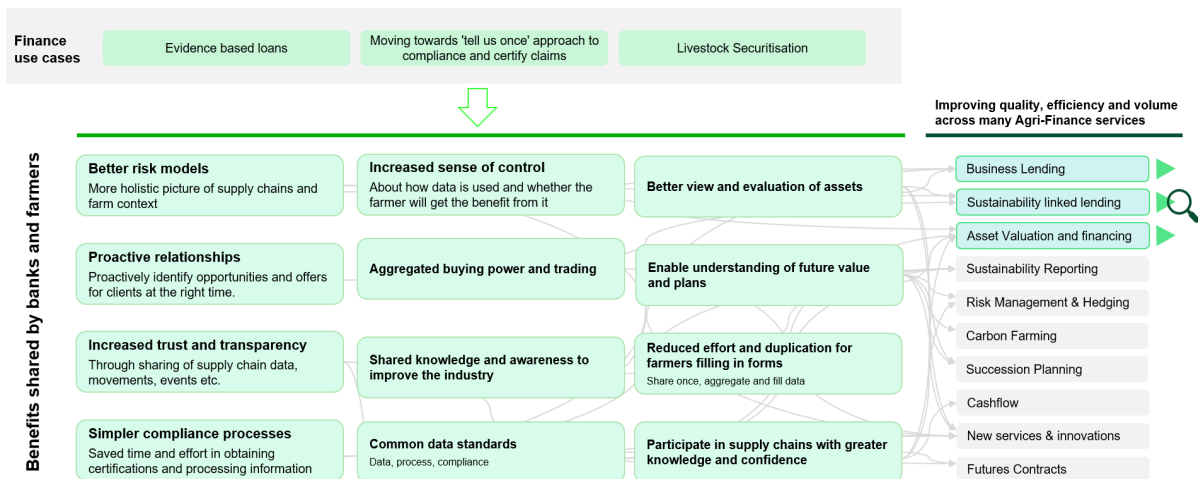 Finance
use cases
Evidence based loans
Moving towards 'tell us once' approach to
compliance and certify claims
Livestock Securitisation
Improving quality, efficiency and volume
across many Agri-Finance services
Benefits shared by banks and farmers
Better risk models
More holistic picture of supply chains and
farm context
Increased sense of control
About how data is used and whether the
farmer will get the benefit from it
Better view and evaluation of assets
Proactive relationships
Proactively identify opportunities and offers
for clients at the right time.
Aggregated buying power and trading
Enable understanding of future value
and plans
Increased trust and transparency
Through sharing of supply chain data,
movements, events etc.
Shared knowledge and awareness to
improve the industry
Reduced effort and duplication for
farmers filling in forms
Share once, aggregate and fill data
Simpler compliance processes
Saved time and effort in obtaining
certifications and processing information
Common data standards
Data, process, compliance
Participate in supply chains with greater
knowledge and confidence
Business Lending
Sustainability linked lending
Asset Valuation and financing
Sustainability Reporting
Risk Management & Hedging
Carbon Farming
Succession Planning
Cashflow
New services & innovations
Futures Contracts